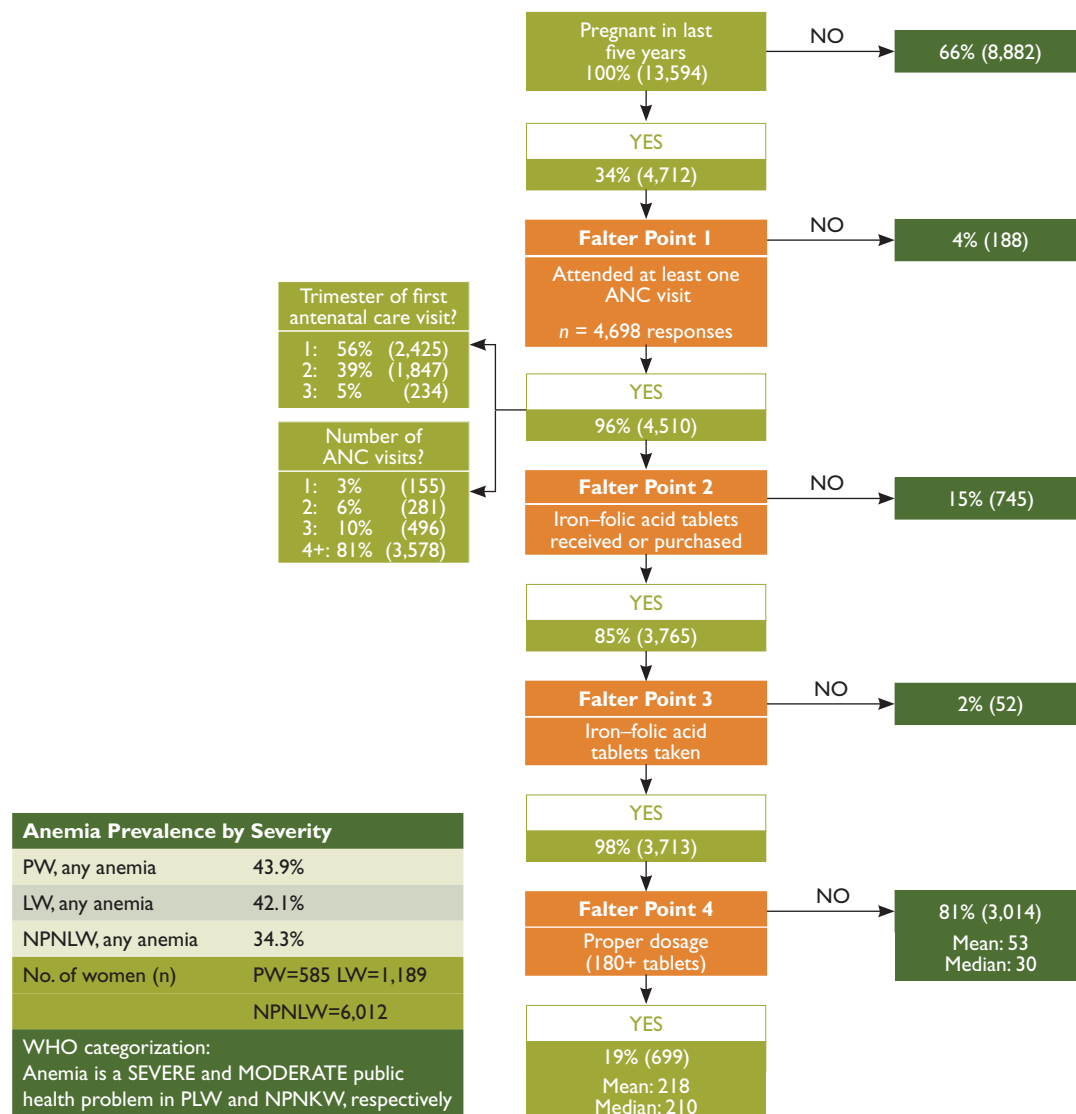 Pregnant in last
five years
100% (13,594)
NO
66% (8,882)
YES
34% (4,712)
Falter Point 1
Attended at least one
ANC visit
n = 4,698 responses
NO
4% (188)
Trimester of first
antenatal care visit?
1: 56% (2,425)
2: 39% (1,847)
3: 5% (234)
YES
96% (4,510)
Number of
ANC visits?
1: 3% (155)
2: 6% (281)
3: 10% (496)
4+: 81% (3,578)
Falter Point 2
Iron–folic acid tablets
received or purchased
NO
15% (745)
YES
85% (3,765)
Falter Point 3
Iron–folic acid
tablets taken
NO
2% (52)
YES
98% (3,713)
Falter Point 4
Proper dosage
(180+ tablets)
NO
81% (3,014)
Mean: 53
Median: 30
YES
19% (699)
Mean: 218
Median: 210
Anemia Prevalence by Severity
PW, any anemia 43.9%
LW, any anemia 42.1%
NPNLW, any anemia 34.3%
No. of women (n) PW=585 LW=1,189
NPNLW=6,012
WHO categorization:
Anemia is a SEVERE and MODERATE public
health problem in PLW and NPNKW, respectively